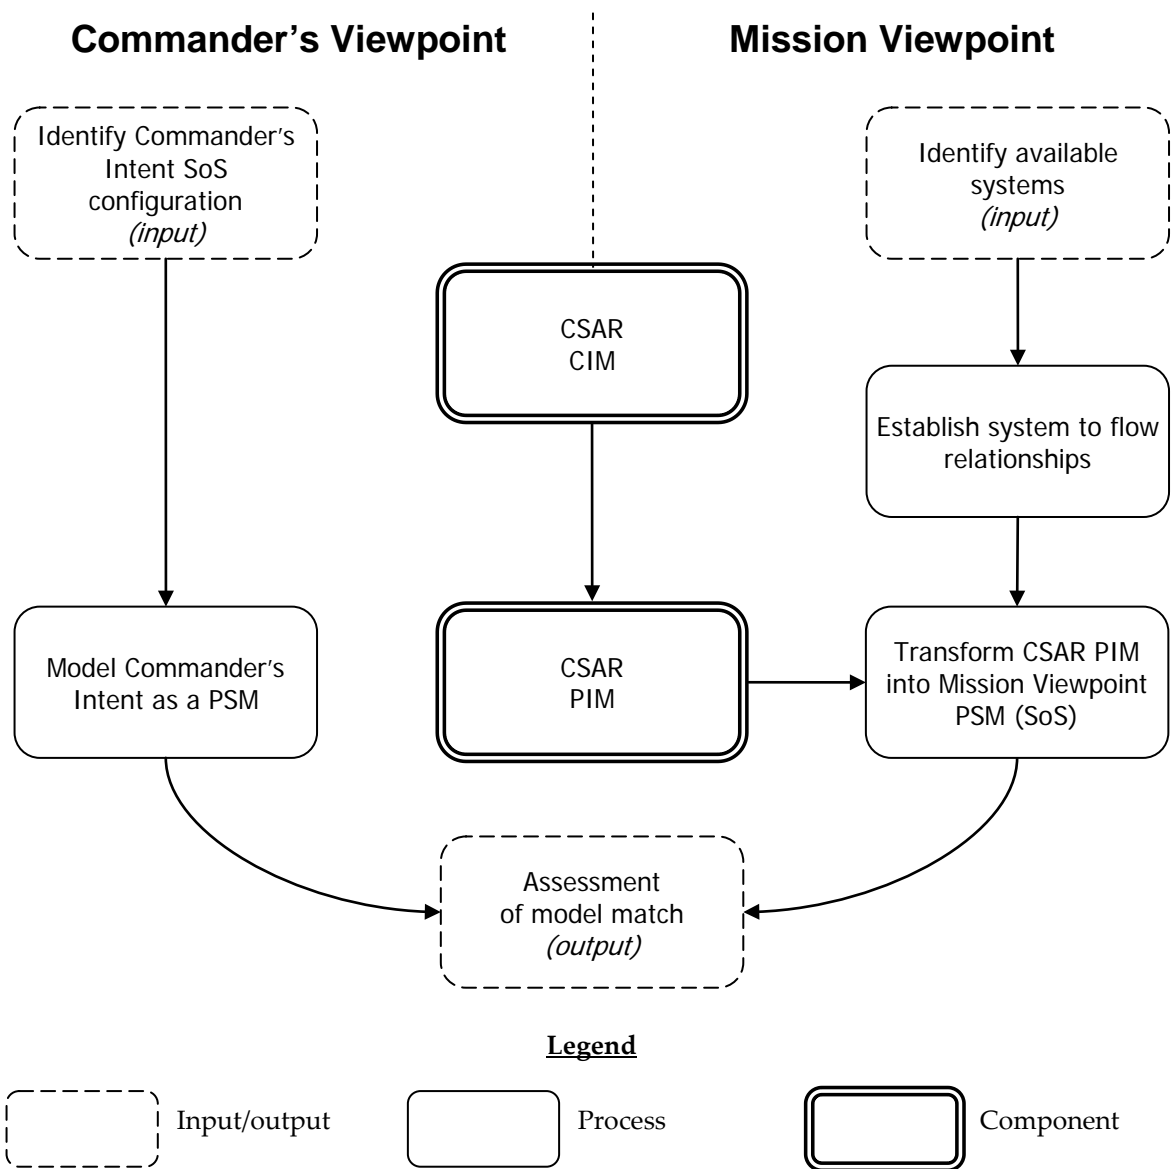 Commander's Viewpoint
Mission Viewpoint
Identify Commander's
Intent SoS
configuration
(input)
Identify available
systems
(input)
CSAR
CIM
Establish system to flow
relationships
Model Commander's
Intent as a PSM
CSAR
PIM
Transform CSAR PIM
into Mission Viewpoint
PSM (SoS)
Assessment
of model match
(output)
Legend
Input/output
Process
Component